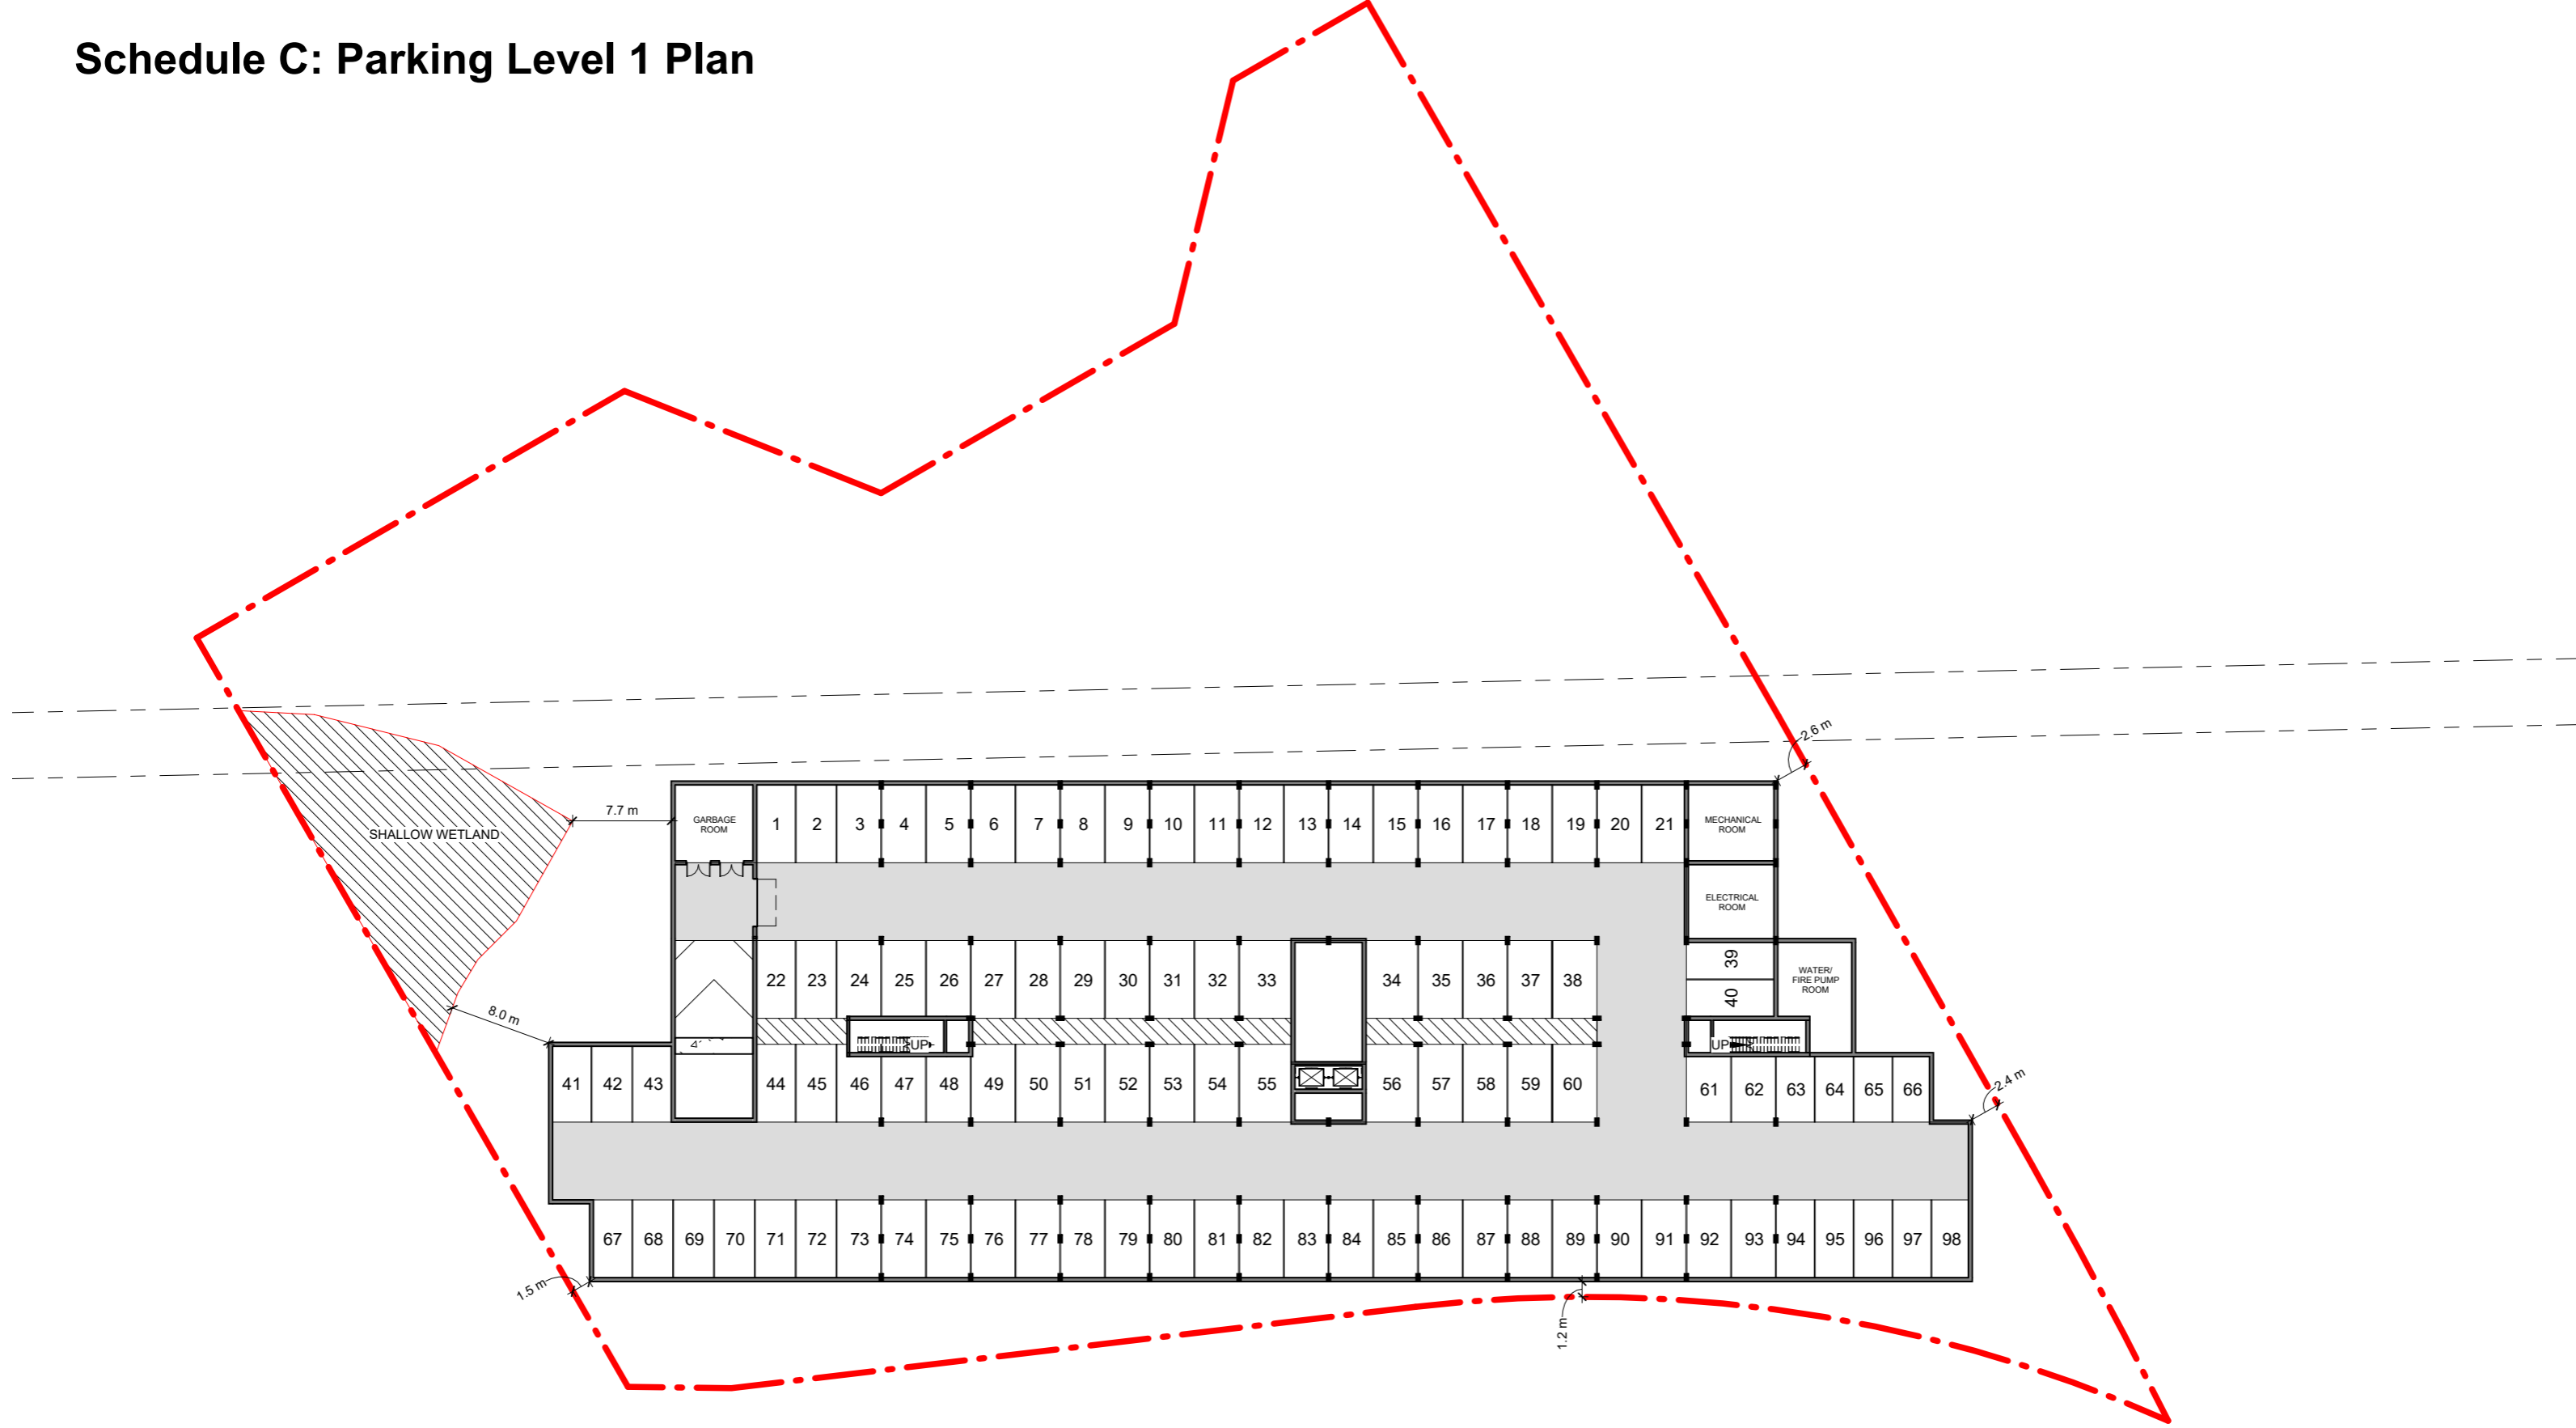 Schedule C: Parking Level 1 Plan
2.6 m
7.7 m
SHALLOW WETLAND
GARBAGE
ROOM
1 2 3 4 5 6 7 8 9 10 11 12 13 14 15 16 17 18 19 20 21
MECHANICAL
ROOM
ELECTRICAL
ROOM
22 23 24 25 26 27 28 29 30 31 32 33 34 35 36 37 38
39
40
WATER/
FIRE PUMP
ROOM
8.0 m
UP
UP
41 42 43 44 45 46 47 48 49 50 51 52 53 54 55 56 57 58 59 60 61 62 63 64 65 66
2.4 m
67 68 69 70 71 72 73 74 75 76 77 78 79 80 81 82 83 84 85 86 87 88 89 90 91 92 93 94 95 96 97 98
1.5 m
1.2 m